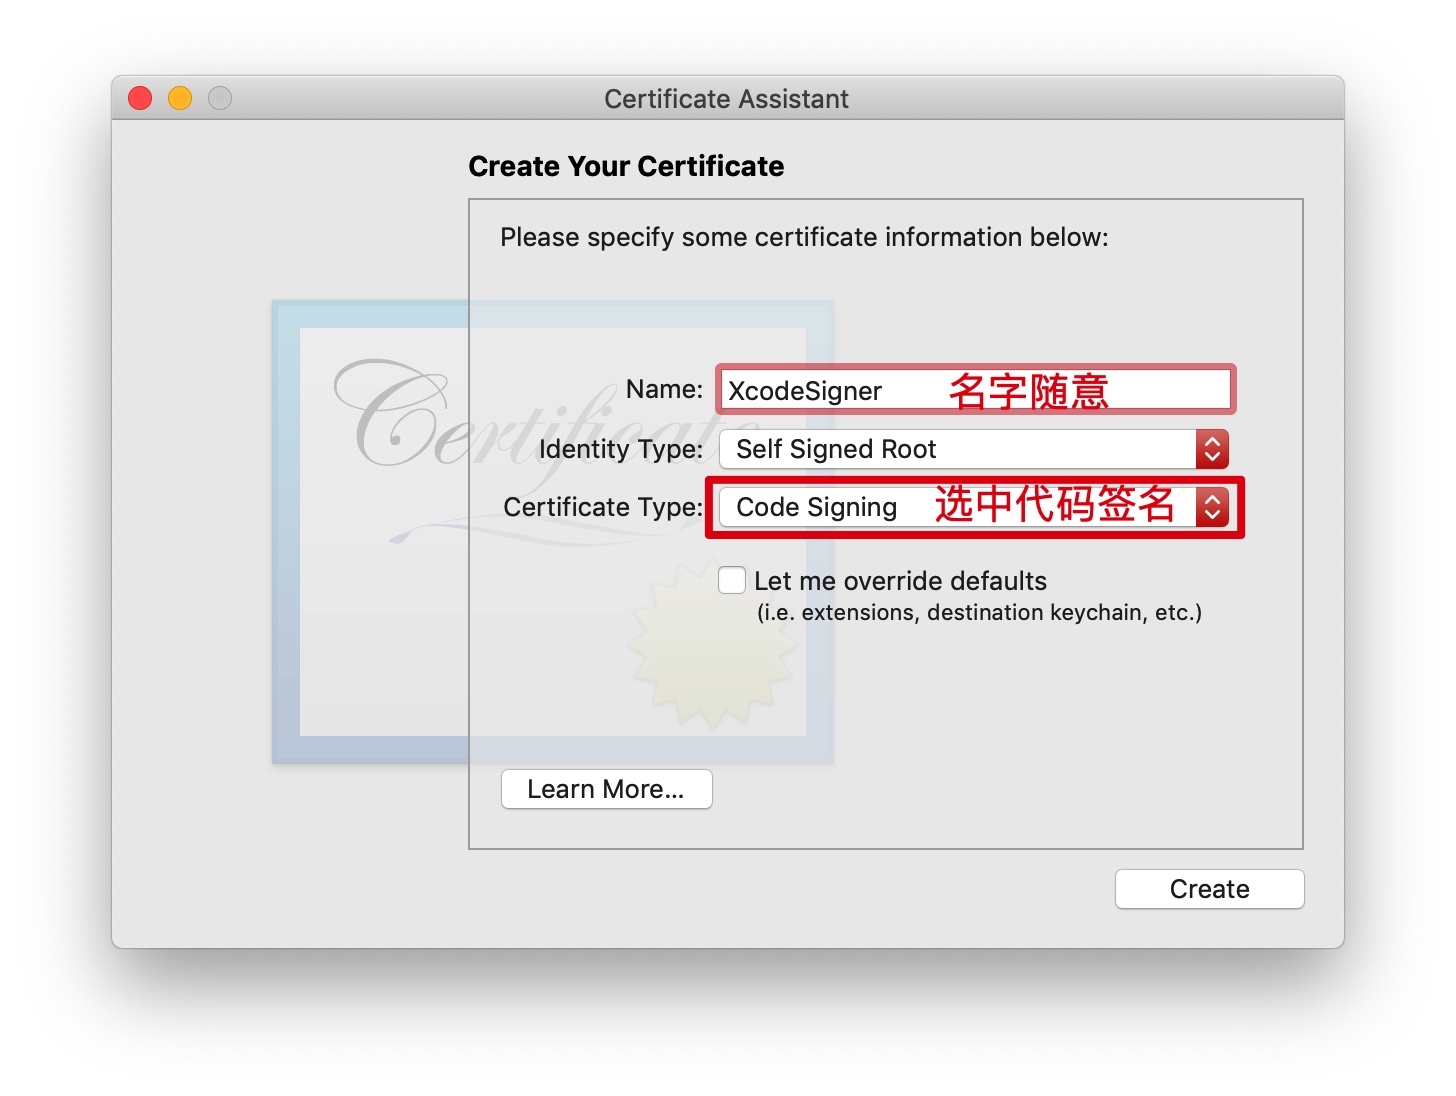 Certificate Assistant
Create Your Certificate
Please specify some certificate information below:
Certificate
Name: XcodeSigner 名字随意
Identity Type: Self Signed Root
Certificate Type: Code Signing 选中代码签名
Let me override defaults
(i.e. extensions, destination keychain, etc.)
Learn More...
Create